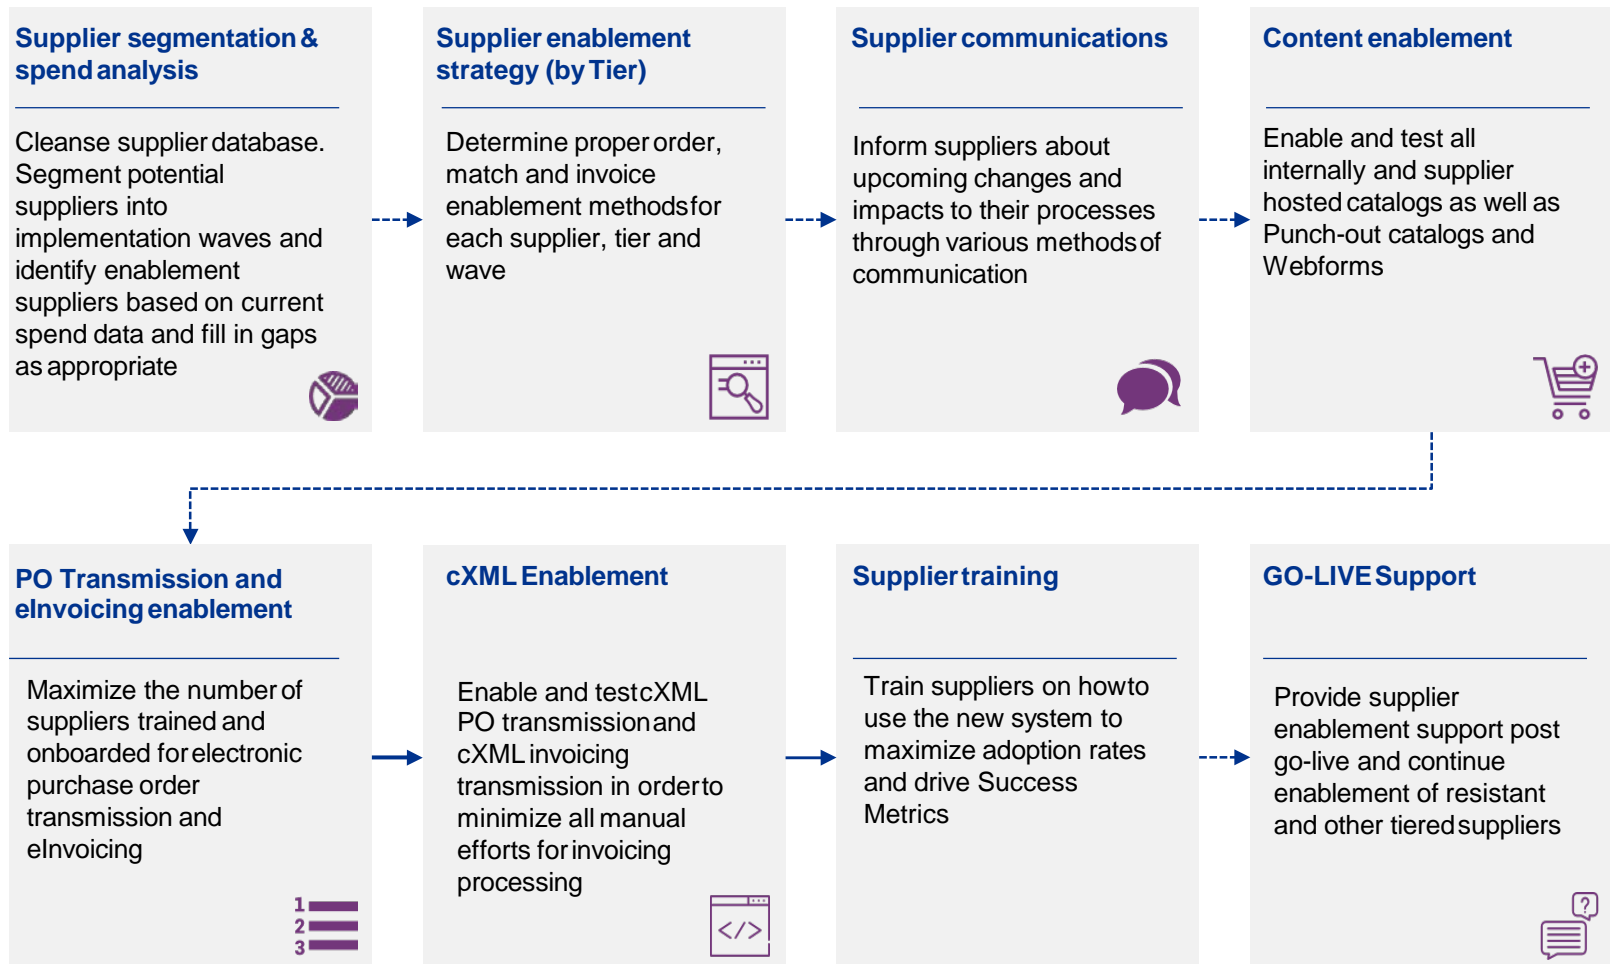 Supplier segmentation &
spend analysis
Cleanse supplier database.
Segment potential
suppliers into
implementation waves and
identify enablement
suppliers based on current
spend data and fill in gaps
as appropriate
Supplier enablement
strategy (by Tier)
Determine proper order,
match and invoice
enablement methods for
each supplier, tier and
wave
Supplier communications
Inform suppliers about
upcoming changes and
impacts to their processes
through various methods of
communication
Content enablement
Enable and test all
internally and supplier
hosted catalogs as well as
Punch-out catalogs and
Webforms
PO Transmission and
eInvoicing enablement
Maximize the number of
suppliers trained and
onboarded for electronic
purchase order
transmission and
eInvoicing
1
2
3
cXML Enablement
Enable and test cXML
PO transmission and
cXML invoicing
transmission in order to
minimize all manual
efforts for invoicing
processing
</>
Supplier training
Train suppliers on how to
use the new system to
maximize adoption rates
and drive Success
Metrics
GO-LIVE Support
Provide supplier
enablement support post
go-live and continue
enablement of resistant
and other tiered suppliers
?